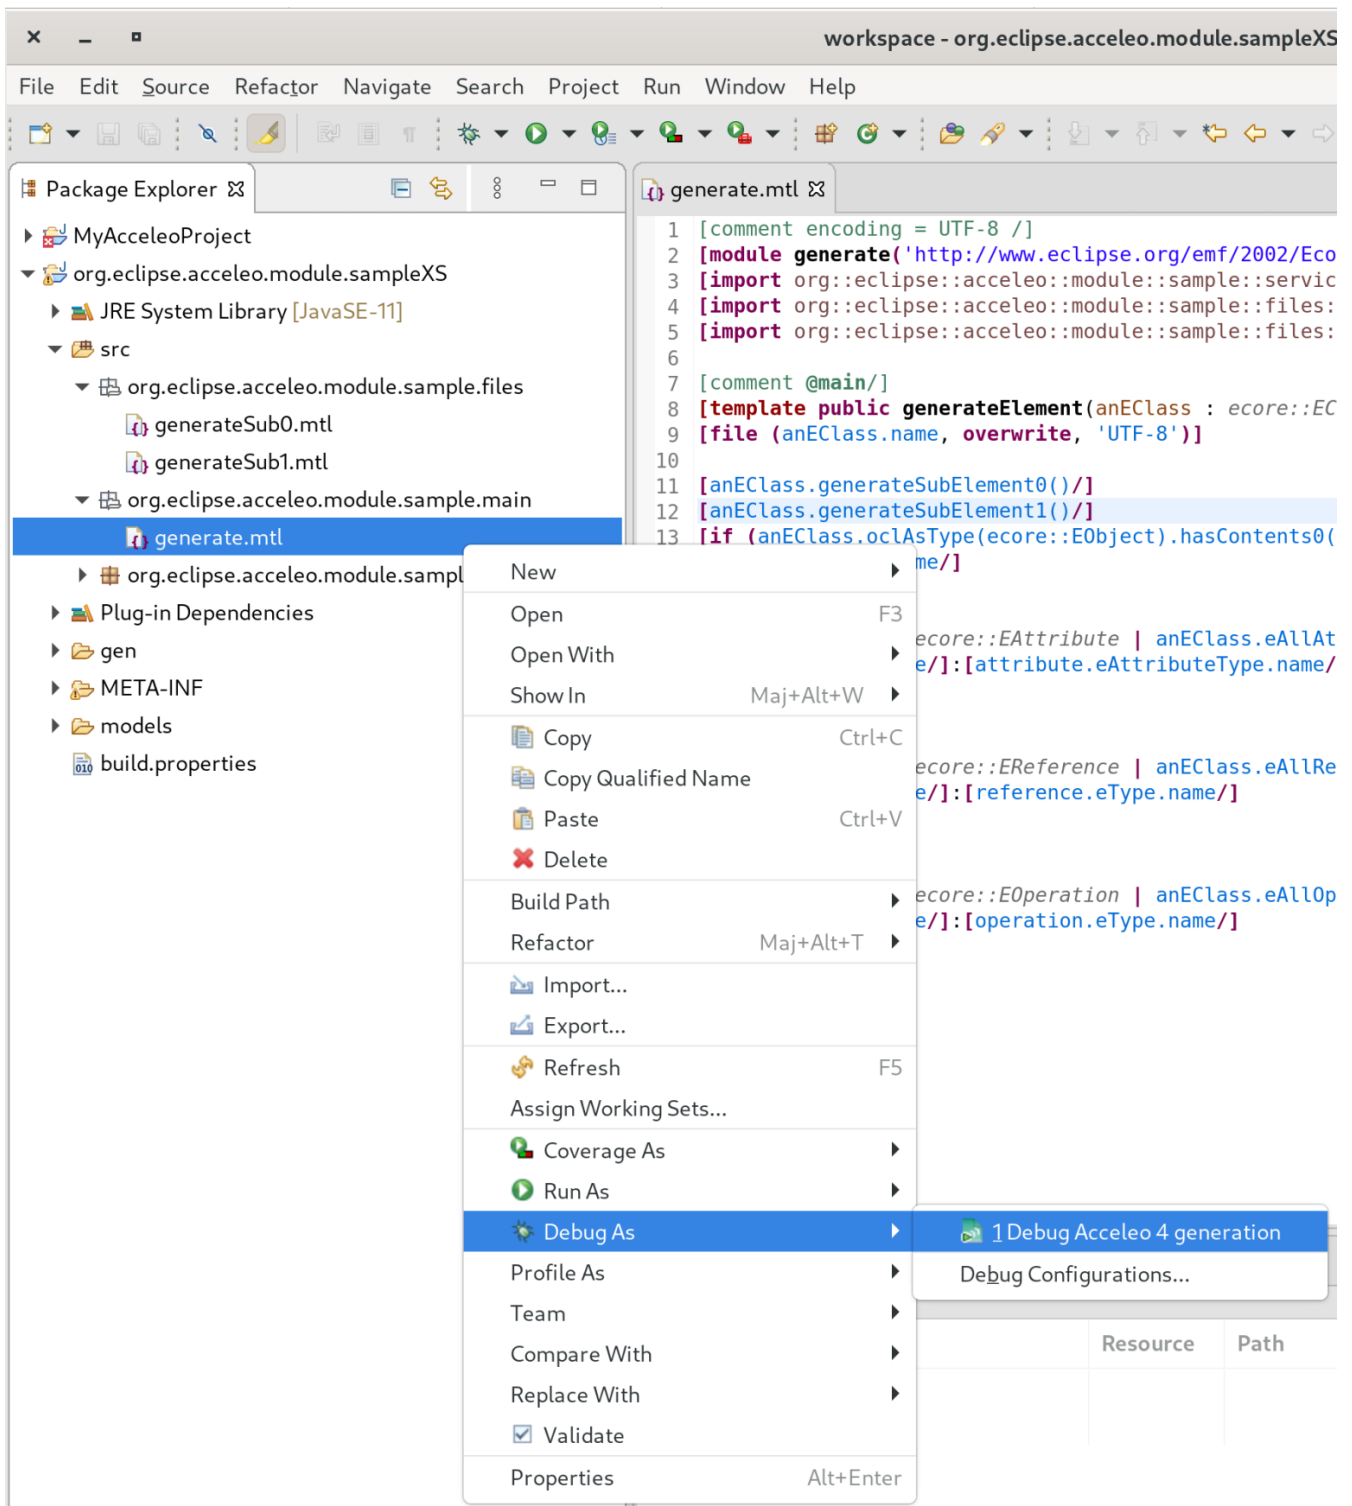 workspace - org.eclipse.acceleo.module.sampleXS
File Edit Source Refactor Navigate Search Project Run Window Help
Package Explorer
MyAcceleoProject
org.eclipse.acceleo.module.sampleXS
JRE System Library [JavaSE-11]
src
org.eclipse.acceleo.module.sample.files
generateSub0.mtl
generateSub1.mtl
org.eclipse.acceleo.module.sample.main
generate.mtl
org.eclipse.acceleo.module.sampl
Plug-in Dependencies
gen
META-INF
models
build.properties
generate.mtl
1 [comment encoding = UTF-8 /]
2 [module generate('http://www.eclipse.org/emf/2002/Eco
3 [import org::eclipse::acceleo::module::sample::servic
4 [import org::eclipse::acceleo::module::sample::files:
5 [import org::eclipse::acceleo::module::sample::files:
6
7 [comment @main/]
8 [template public generateElement(anEClass : ecore::EC
9 [file (anEClass.name, overwrite, 'UTF-8')]
10
11 [anEClass.generateSubElement0()/]
12 [anEClass.generateSubElement1()/]
13 [if (anEClass.oclAsType(ecore::EObject).hasContents0(
me/]
ecore::EAttribute | anEClass.eAllAt
e/]:[attribute.eAttributeType.name/
ecore::EReference | anEClass.eAllRe
e/]:[reference.eType.name/]
ecore::EOperation | anEClass.eAllOp
e/]:[operation.eType.name/]
New
Open F3
Open With
Show In Maj+Alt+W
Copy Ctrl+C
Copy Qualified Name
Paste Ctrl+V
Delete
Build Path
Refactor Maj+Alt+T
Import...
Export...
Refresh F5
Assign Working Sets...
Coverage As
Run As
Debug As
Profile As
Team
Compare With
Replace With
Validate
Properties Alt+Enter
1 Debug Acceleo 4 generation
Debug Configurations...
Resource Path